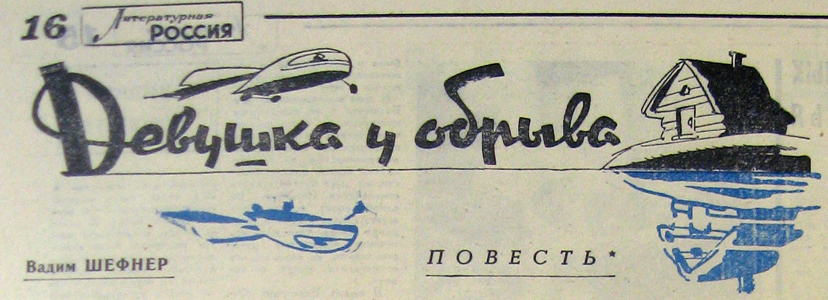 16
Литературная
РОССИЯ
Девушка у обрыва
Вадим ШЕФНЕР
ПОВЕСТЬ*